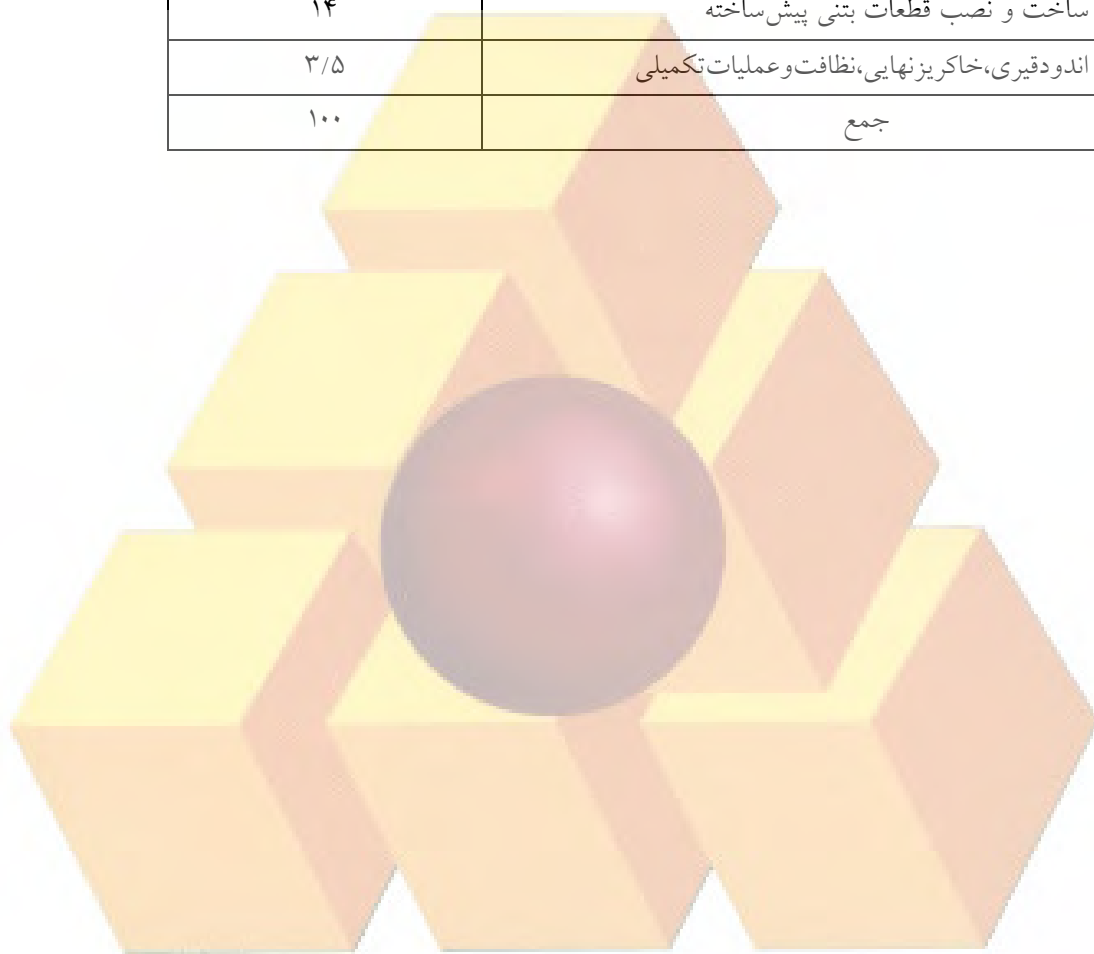 ساخت و نصب قطعات بتنی پیش‌ساخته ۱۴
اندودقیری،خاکریزنهایی،نظافت‌وعملیات‌تکمیلی ۳/۵
جمع ۱۰۰